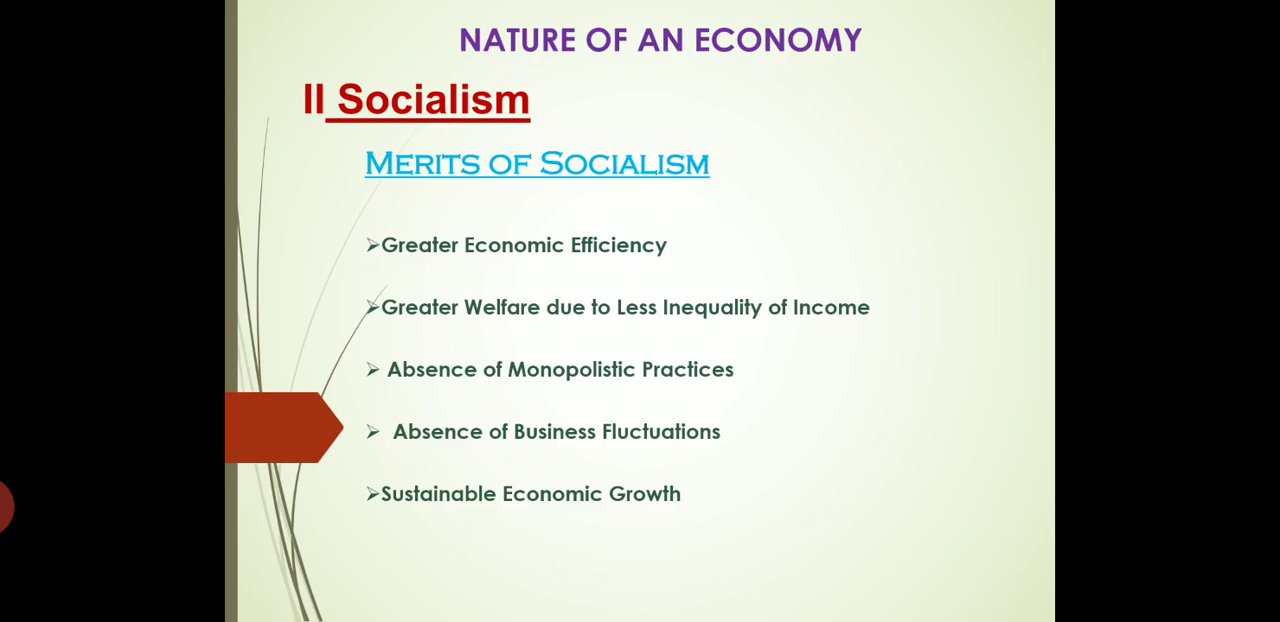 NATURE OF AN ECONOMY
II Socialism
MERITS OF SOCIALISM
➢Greater Economic Efficiency
➢Greater Welfare due to Less Inequality of Income
➢ Absence of Monopolistic Practices
➢ Absence of Business Fluctuations
➢Sustainable Economic Growth